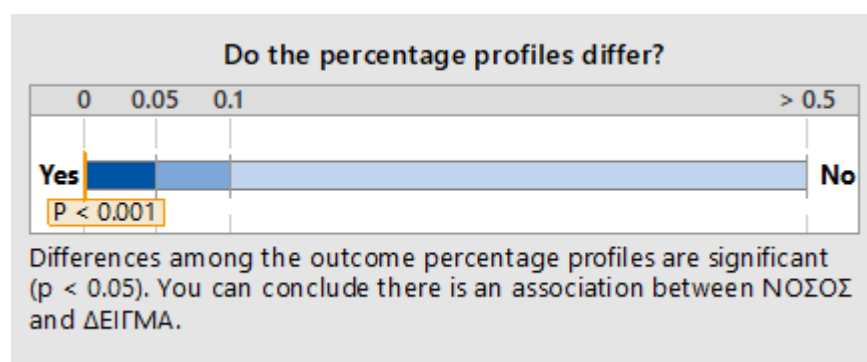 Do the percentage profiles differ?
0 0.05 0.1 > 0.5
Yes No
P < 0.001
Differences among the outcome percentage profiles are significant
(p < 0.05). You can conclude there is an association between ΝΟΣΟΣ
and ΔΕΙΓΜΑ.